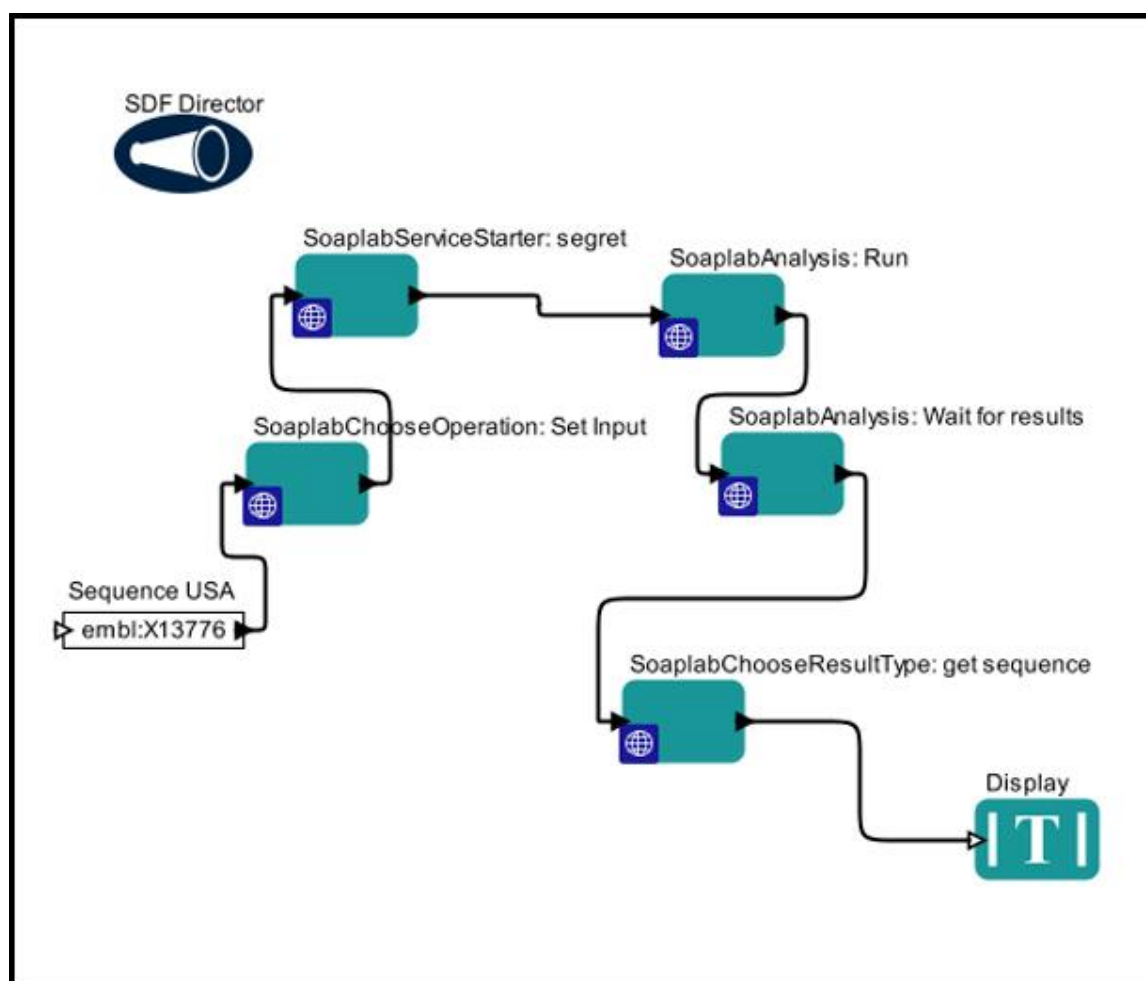 SDF Director
SoaplabServiceStarter: segret
SoaplabAnalysis: Run
SoaplabChooseOperation: Set Input
SoaplabAnalysis: Wait for results
Sequence USA
embl:X13776
SoaplabChooseResultType: get sequence
Display
T